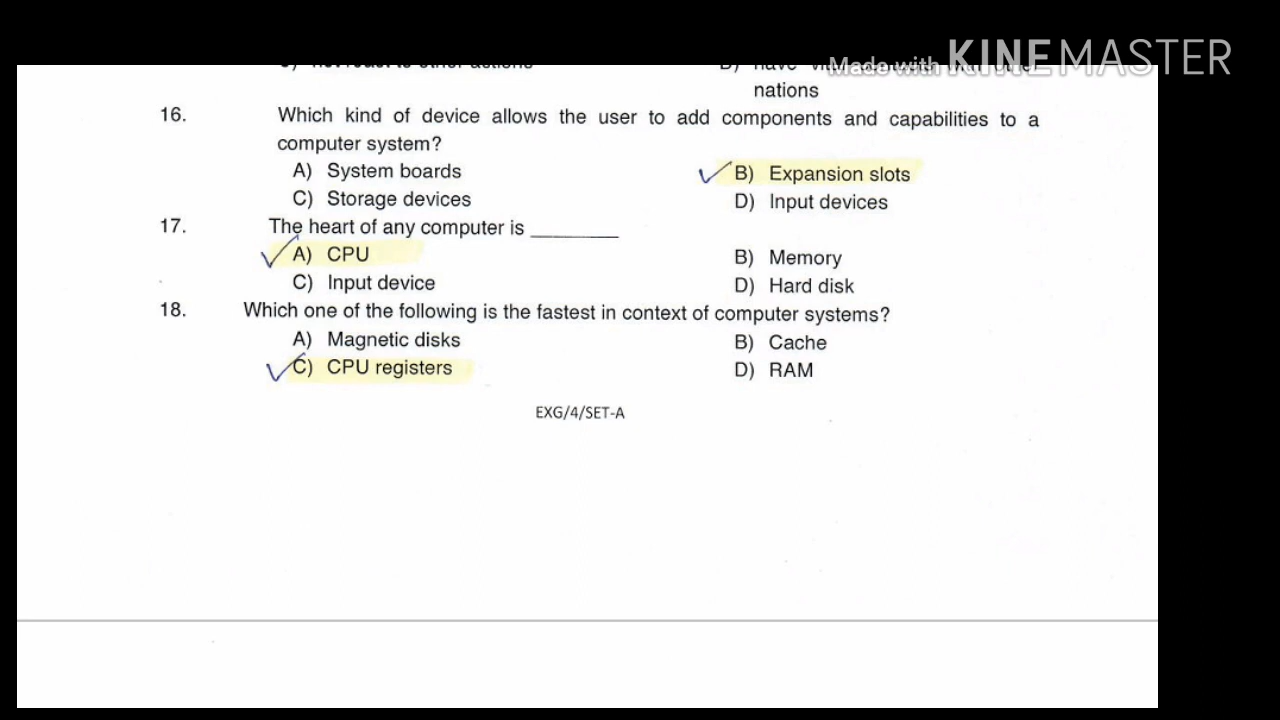 Made with KINEMASTER
nations
16. Which kind of device allows the user to add components and capabilities to a
computer system?
A) System boards B) Expansion slots
C) Storage devices D) Input devices
17. The heart of any computer is ________
A) CPU B) Memory
C) Input device D) Hard disk
18. Which one of the following is the fastest in context of computer systems?
A) Magnetic disks B) Cache
C) CPU registers D) RAM
EXG/4/SET-A